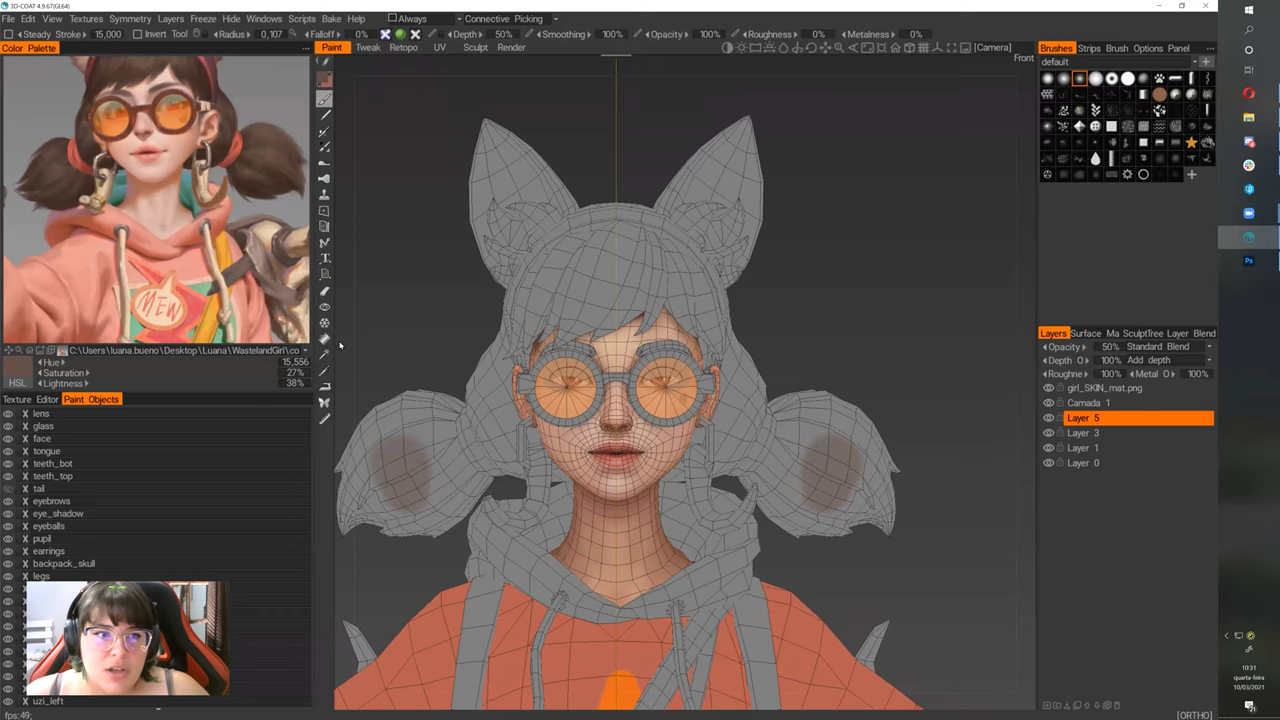 3D-COAT 4.9.67(GL64)
File Edit View Textures Symmetry Layers Freeze Hide Windows Scripts Bake Help Always Connective Picking
Steady Stroke 15,000 Invert Tool Radius 0,107 Falloff 0% Depth 50% Smoothing 100% Opacity 100% Roughness 0% Metalness 0%
Color Palette
Paint Tweak Retopo UV Sculpt Render
[Camera]
Front
Brushes Strips Brush Options Panel
default
MEW
C:\Users\luana.bueno\Desktop\Luana\WastelandGirl\co
Hue 15,556
Saturation 27%
HSL
Lightness 38%
Texture Editor Paint Objects
lens
glass
face
tongue
teeth_bot
teeth_top
tail
eyebrows
eye_shadow
eyeballs
pupil
earrings
backpack_skull
legs
uzi_left
fps:49;
Layers Surface Ma SculptTree Layer Blend
Opacity 50% Standard Blend
Depth O 100% Add depth
Roughne 100% Metal O 100%
girl_SKIN_mat.png
Camada 1
Layer 5
Layer 3
Layer 1
Layer 0
[ORTHO]
Ps
10:31
quarta-feira
10/03/2021
21